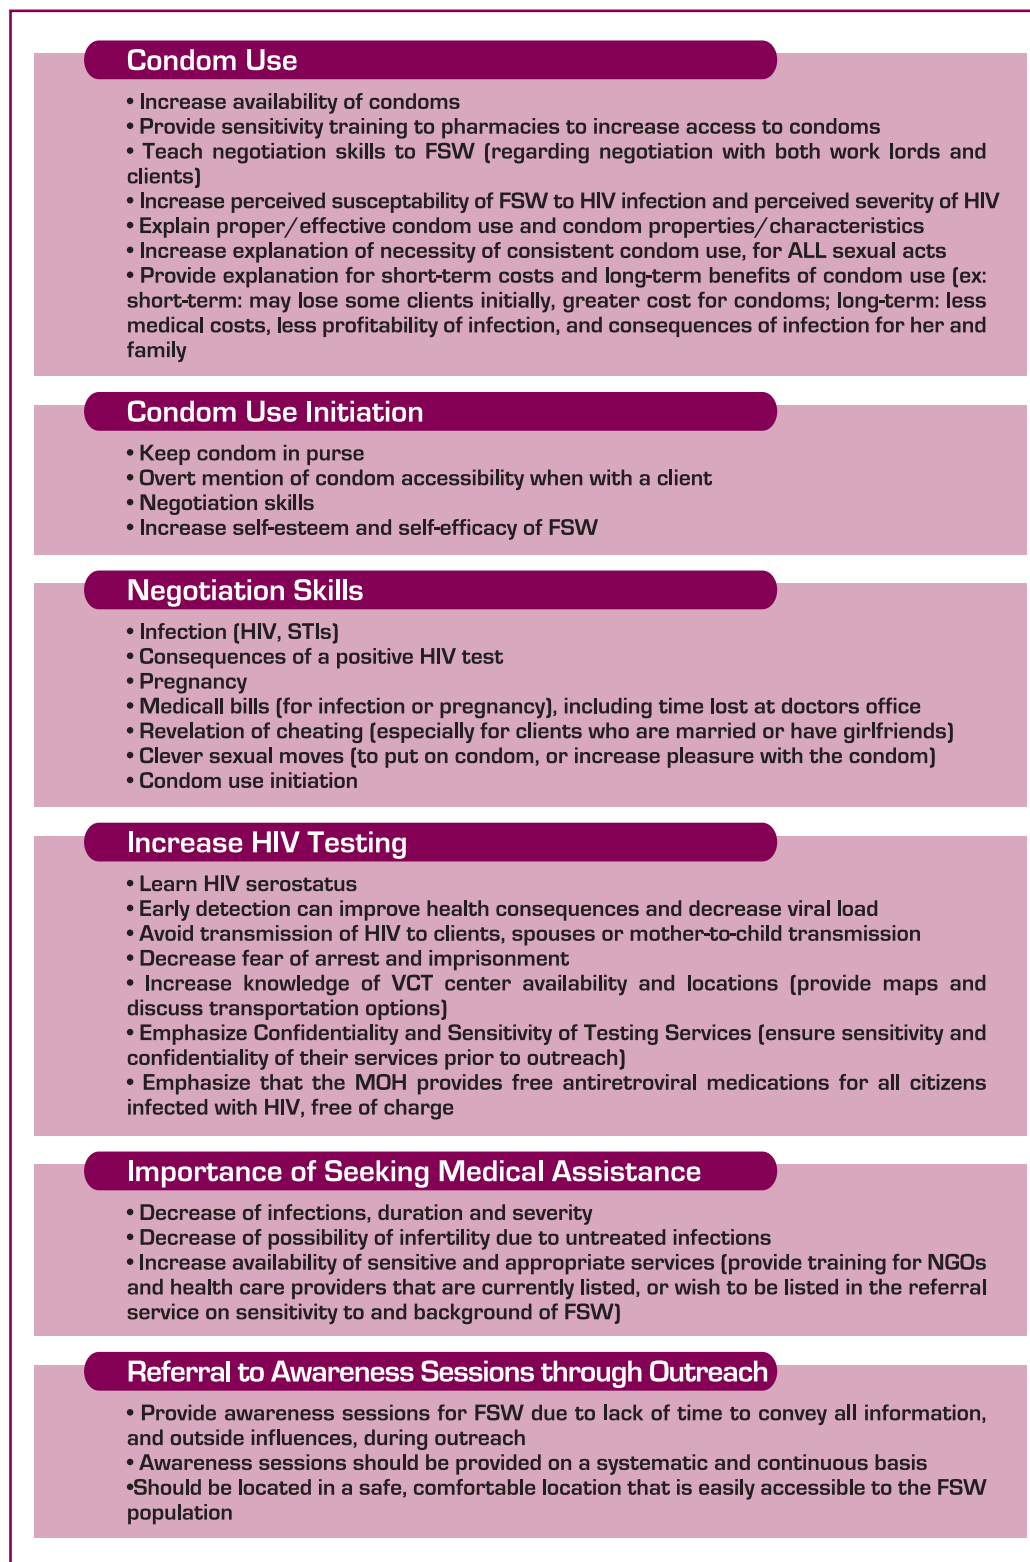 Condom Use
• Increase availability of condoms
• Provide sensitivity training to pharmacies to increase access to condoms
• Teach negotiation skills to FSW (regarding negotiation with both work lords and
clients)
• Increase perceived susceptability of FSW to HIV infection and perceived severity of HIV
• Explain proper/effective condom use and condom properties/characteristics
• Increase explanation of necessity of consistent condom use, for ALL sexual acts
• Provide explanation for short-term costs and long-term benefits of condom use (ex:
short-term: may lose some clients initially, greater cost for condoms; long-term: less
medical costs, less profitability of infection, and consequences of infection for her and
family
Condom Use Initiation
• Keep condom in purse
• Overt mention of condom accessibility when with a client
• Negotiation skills
• Increase self-esteem and self-efficacy of FSW
Negotiation Skills
• Infection (HIV, STIs)
• Consequences of a positive HIV test
• Pregnancy
• Medicall bills (for infection or pregnancy), including time lost at doctors office
• Revelation of cheating (especially for clients who are married or have girlfriends)
• Clever sexual moves (to put on condom, or increase pleasure with the condom)
• Condom use initiation
Increase HIV Testing
• Learn HIV serostatus
• Early detection can improve health consequences and decrease viral load
• Avoid transmission of HIV to clients, spouses or mother-to-child transmission
• Decrease fear of arrest and imprisonment
• Increase knowledge of VCT center availability and locations (provide maps and
discuss transportation options)
• Emphasize Confidentiality and Sensitivity of Testing Services (ensure sensitivity and
confidentiality of their services prior to outreach)
• Emphasize that the MOH provides free antiretroviral medications for all citizens
infected with HIV, free of charge
Importance of Seeking Medical Assistance
• Decrease of infections, duration and severity
• Decrease of possibility of infertility due to untreated infections
• Increase availability of sensitive and appropriate services (provide training for NGOs
and health care providers that are currently listed, or wish to be listed in the referral
service on sensitivity to and background of FSW)
Referral to Awareness Sessions through Outreach
• Provide awareness sessions for FSW due to lack of time to convey all information,
and outside influences, during outreach
• Awareness sessions should be provided on a systematic and continuous basis
•Should be located in a safe, comfortable location that is easily accessible to the FSW
population